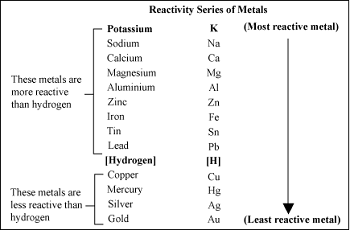 Reactivity Series of Metals
Potassium K (Most reactive metal)
Sodium Na
Calcium Ca
Magnesium Mg
Aluminium Al
Zinc Zn
Iron Fe
Tin Sn
Lead Pb
[Hydrogen] [H]
Copper Cu
Mercury Hg
Silver Ag
Gold Au (Least reactive metal)
These metals are
more reactive
than hydrogen
These metals are
less reactive than
hydrogen